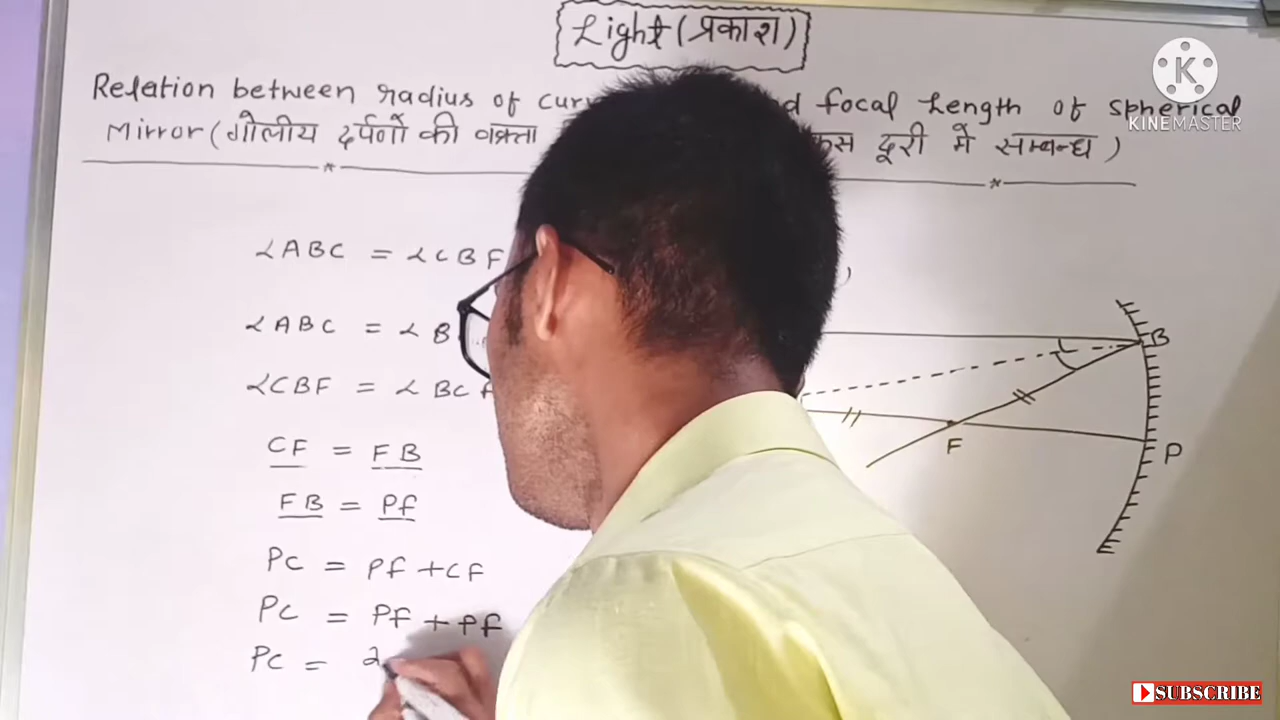 Light (प्रकाश)
KINEMASTER
Relation between radius of focal length of spherical
Mirror (गोलीय दर्पणों की वक्रता दूरी में सम्बन्ध)
∠ABC = ∠CBF
∠ABC = ∠B
∠CBF = ∠BCF
CF = FB
FB = Pf
PC = Pf + CF
PC = PF + PF
PC = 2
B
F
P
SUBSCRIBE